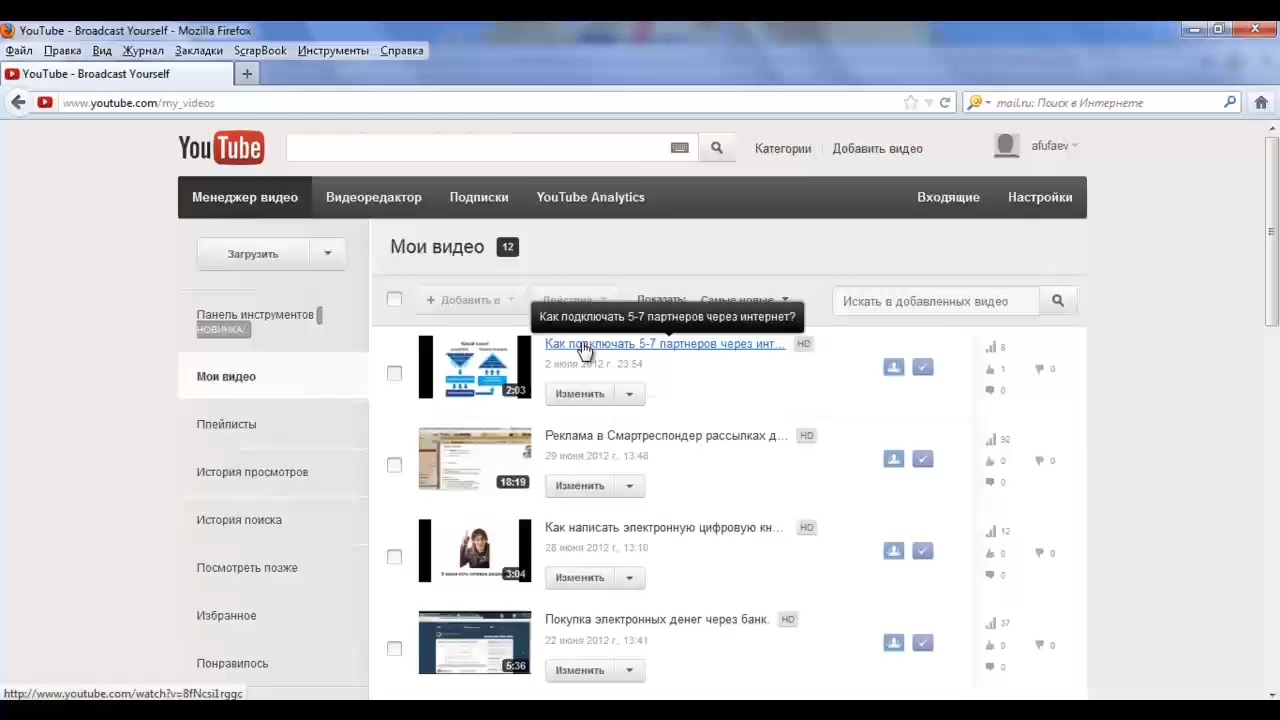 YouTube - Broadcast Yourself - Mozilla Firefox
Файл Правка Вид Журнал Закладки ScrapBook Инструменты Справка
YouTube - Broadcast Yourself
www.youtube.com/my_videos
mail.ru: Поиск в Интернете
YouTube
Категории
Добавить видео
afufaev
Менеджер видео
Видеоредактор
Подписки
YouTube Analytics
Входящие
Настройки
Загрузить
Мои видео 12
Панель инструментов
НОВИНКА!
Мои видео
Плейлисты
История просмотров
История поиска
Посмотреть позже
Избранное
Понравилось
+ Добавить в
Действия
Показать:
Самые новые
Искать в добавленных видео
Как подключать 5-7 партнеров через интернет?
Как подключать 5-7 партнеров через инт... HD
2 июля 2012 г., 23:54
2:03
Изменить
6
1 0
0
Реклама в Смартреспондер рассылках д... HD
29 июня 2012 г., 13:48
18:19
Изменить
92
0 0
0
Как написать электронную цифровую кн... HD
28 июня 2012 г., 13:10
3:04
Изменить
12
0 0
0
Покупка электронных денег через банк. HD
22 июня 2012 г., 13:41
5:36
Изменить
37
0 0
0
http://www.youtube.com/watch?v=8fNcsi1rggc